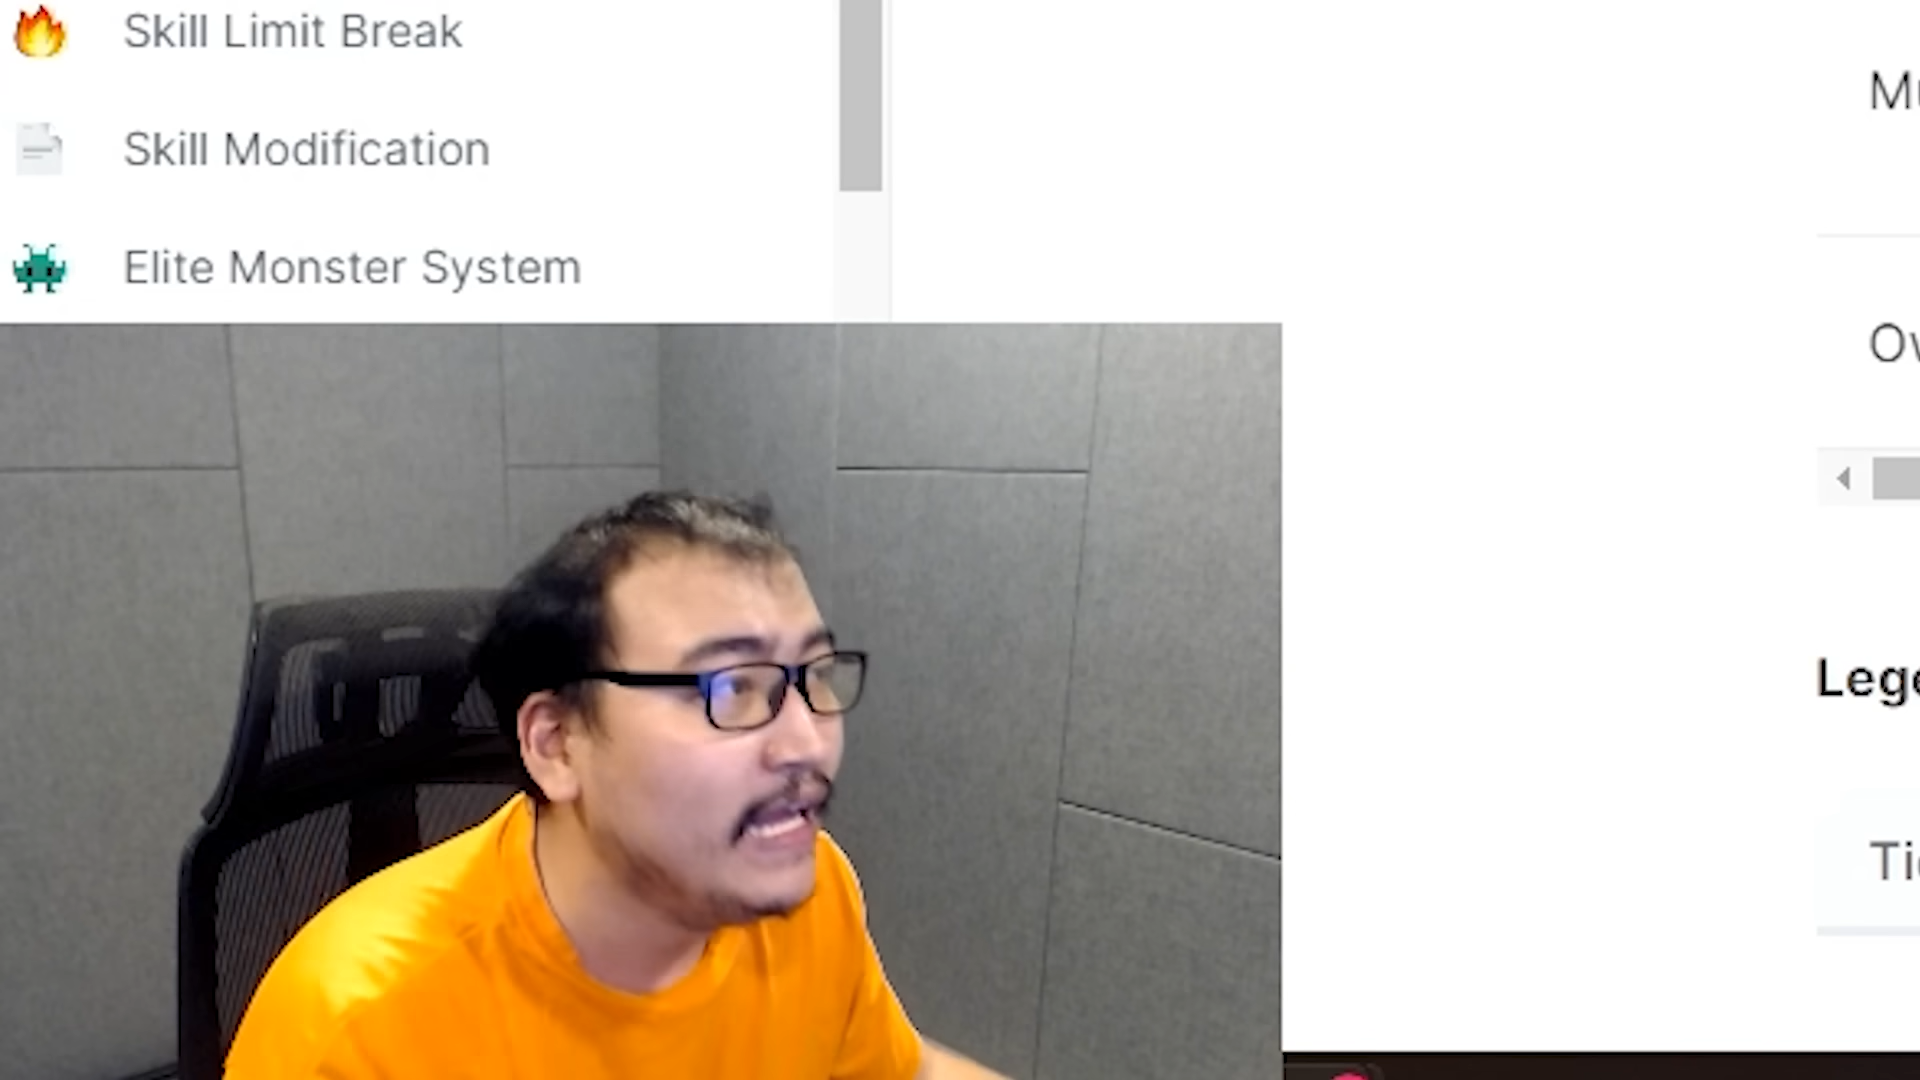 Skill Limit Break
Skill Modification
Elite Monster System